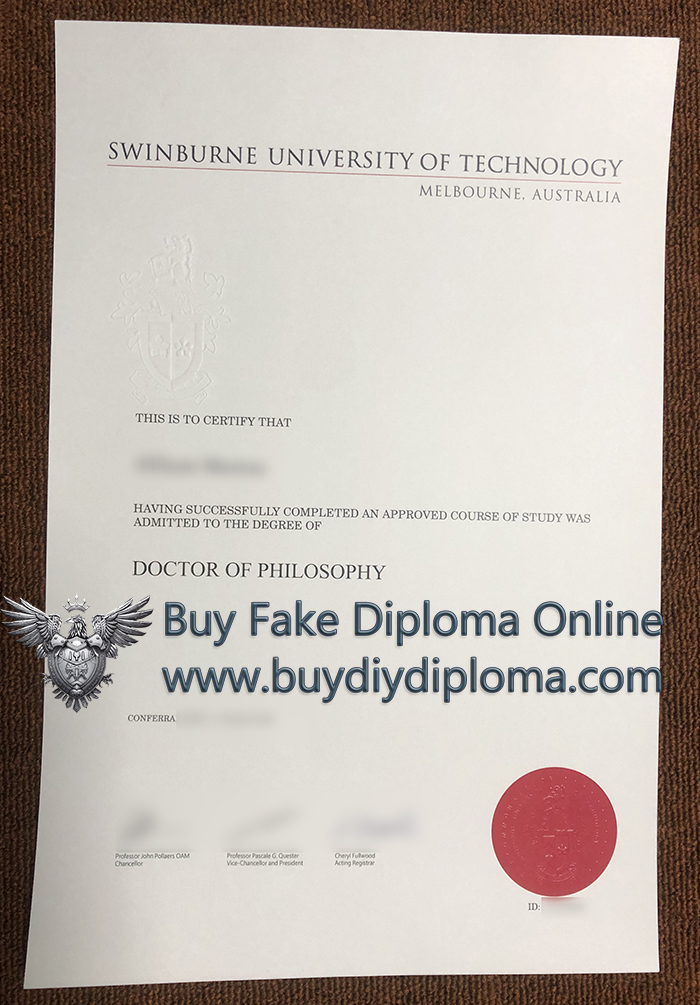 SWINBURNE UNIVERSITY OF TECHNOLOGY
MELBOURNE, AUSTRALIA
THIS IS TO CERTIFY THAT
HAVING SUCCESSFULLY COMPLETED AN APPROVED COURSE OF STUDY WAS
ADMITTED TO THE DEGREE OF
DOCTOR OF PHILOSOPHY
Buy Fake Diploma Online
www.buydiydiploma.com
CONFERRA
Professor John Pollaers OAM
Chancellor
Professor Pascale G. Quester
Vice-Chancellor and President
Cheryl Fullwood
Acting Registrar
ID: